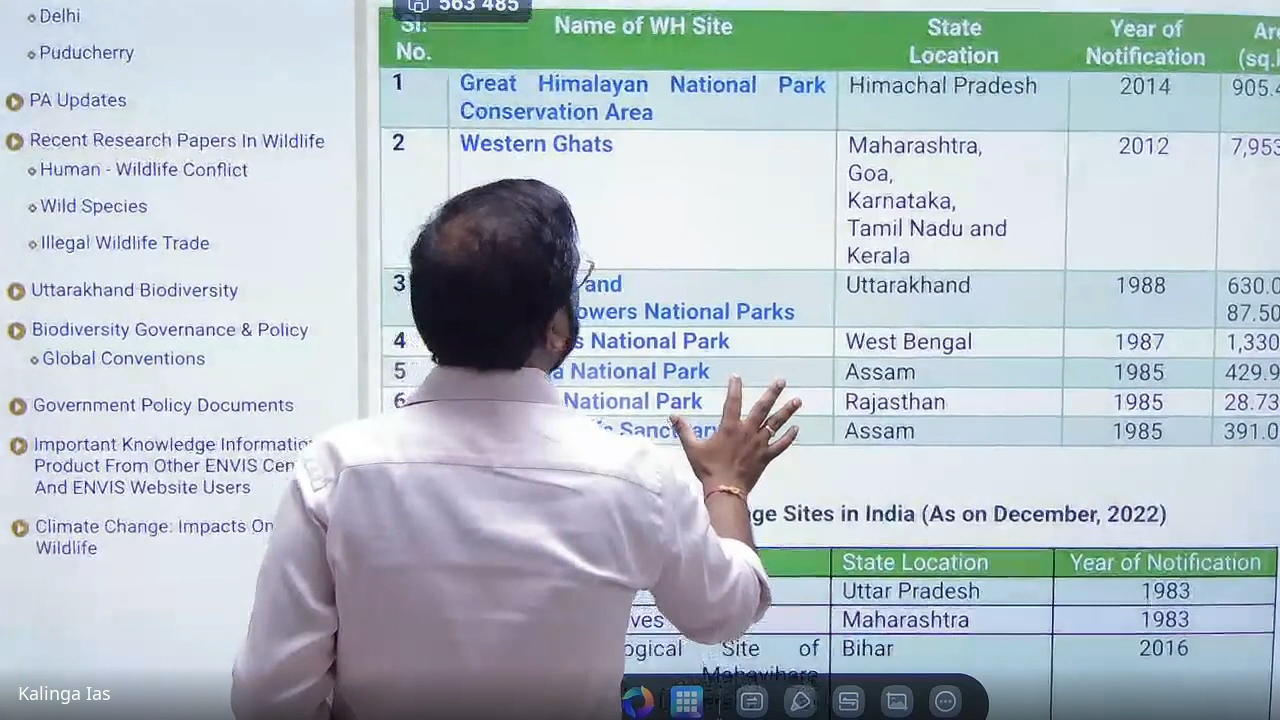 Delhi
Puducherry
PA Updates
Recent Research Papers In Wildlife
Human - Wildlife Conflict
Wild Species
Illegal Wildlife Trade
Uttarakhand Biodiversity
Biodiversity Governance & Policy
Global Conventions
Government Policy Documents
Important Knowledge
Product From Other ENVIS
And ENVIS Website Users
Climate Change: Impacts On
Wildlife
563 485
Sl. No. Name of WH Site State Location Year of Notification
1 Great Himalayan National Park Conservation Area Himachal Pradesh 2014 905.4
2 Western Ghats Maharashtra, Goa, Karnataka, Tamil Nadu and Kerala 2012 7,953
3 and National Parks Uttarakhand 1988 630.0 87.50
4 National Park West Bengal 1987 1,330
5 National Park Assam 1985 429.9
6 National Park Rajasthan 1985 28.73
Assam 1985 391.0
Sites in India (As on December, 2022)
State Location Year of Notification
Uttar Pradesh 1983
Maharashtra 1983
Site of Bihar 2016
Kalinga Ias